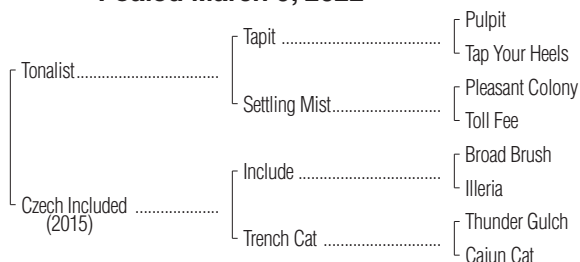 Foaled March 2022
Pulpit
Tapit
Tap Your Heels
Tonalist
Pleasant Colony
Settling Mist
Toll Fee
Broad Brush
Include
Illeria
Czech Included
(2015)
Thunder Gulch
Trench Cat
Cajun Cat